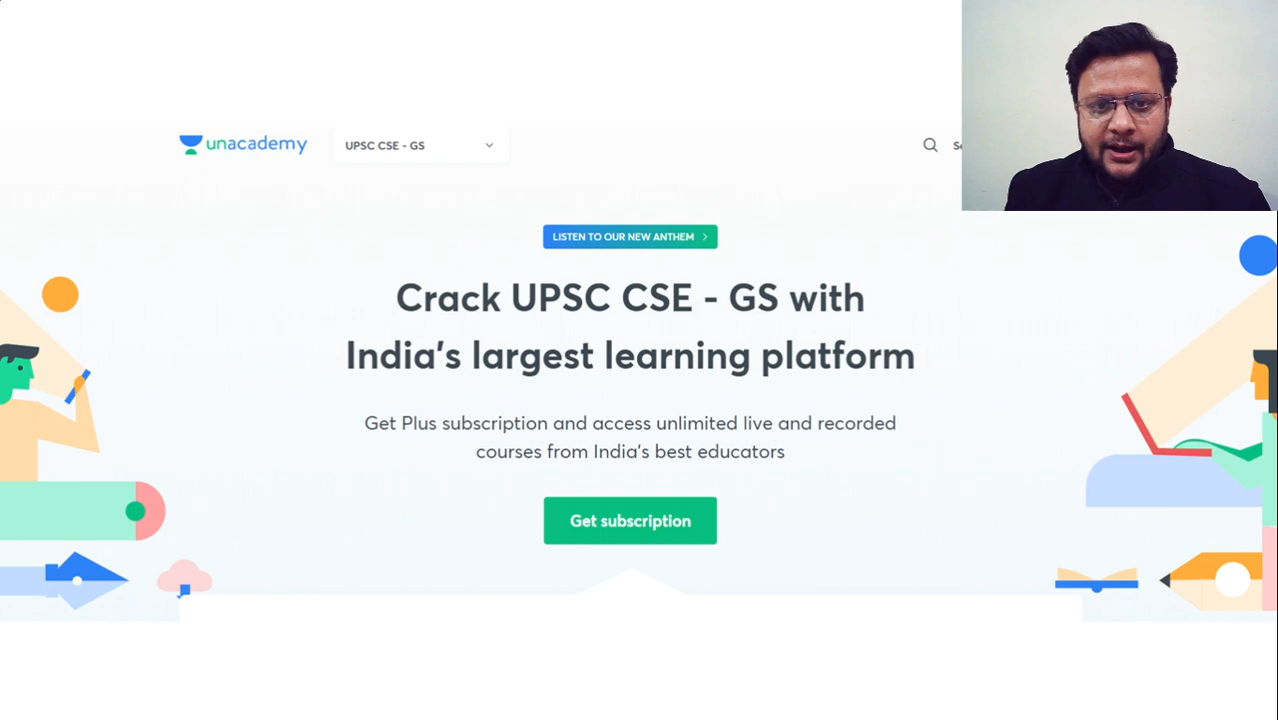 unacademy
UPSC CSE - GS
LISTEN TO OUR NEW ANTHEM
Crack UPSC CSE - GS with
India's largest learning platform
Get Plus subscription and access unlimited live and recorded
courses from India's best educators
Get subscription